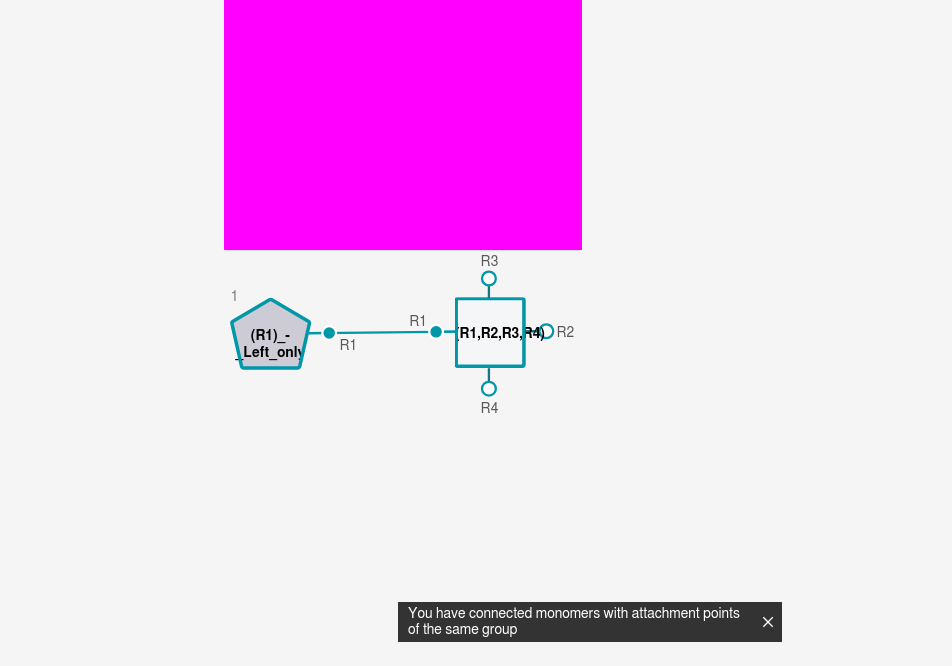 R3
1
R1
(R1,R2,R3,R4)
R2
(R1)_-
_Left_only
R1
R4
You have connected monomers with attachment points
of the same group